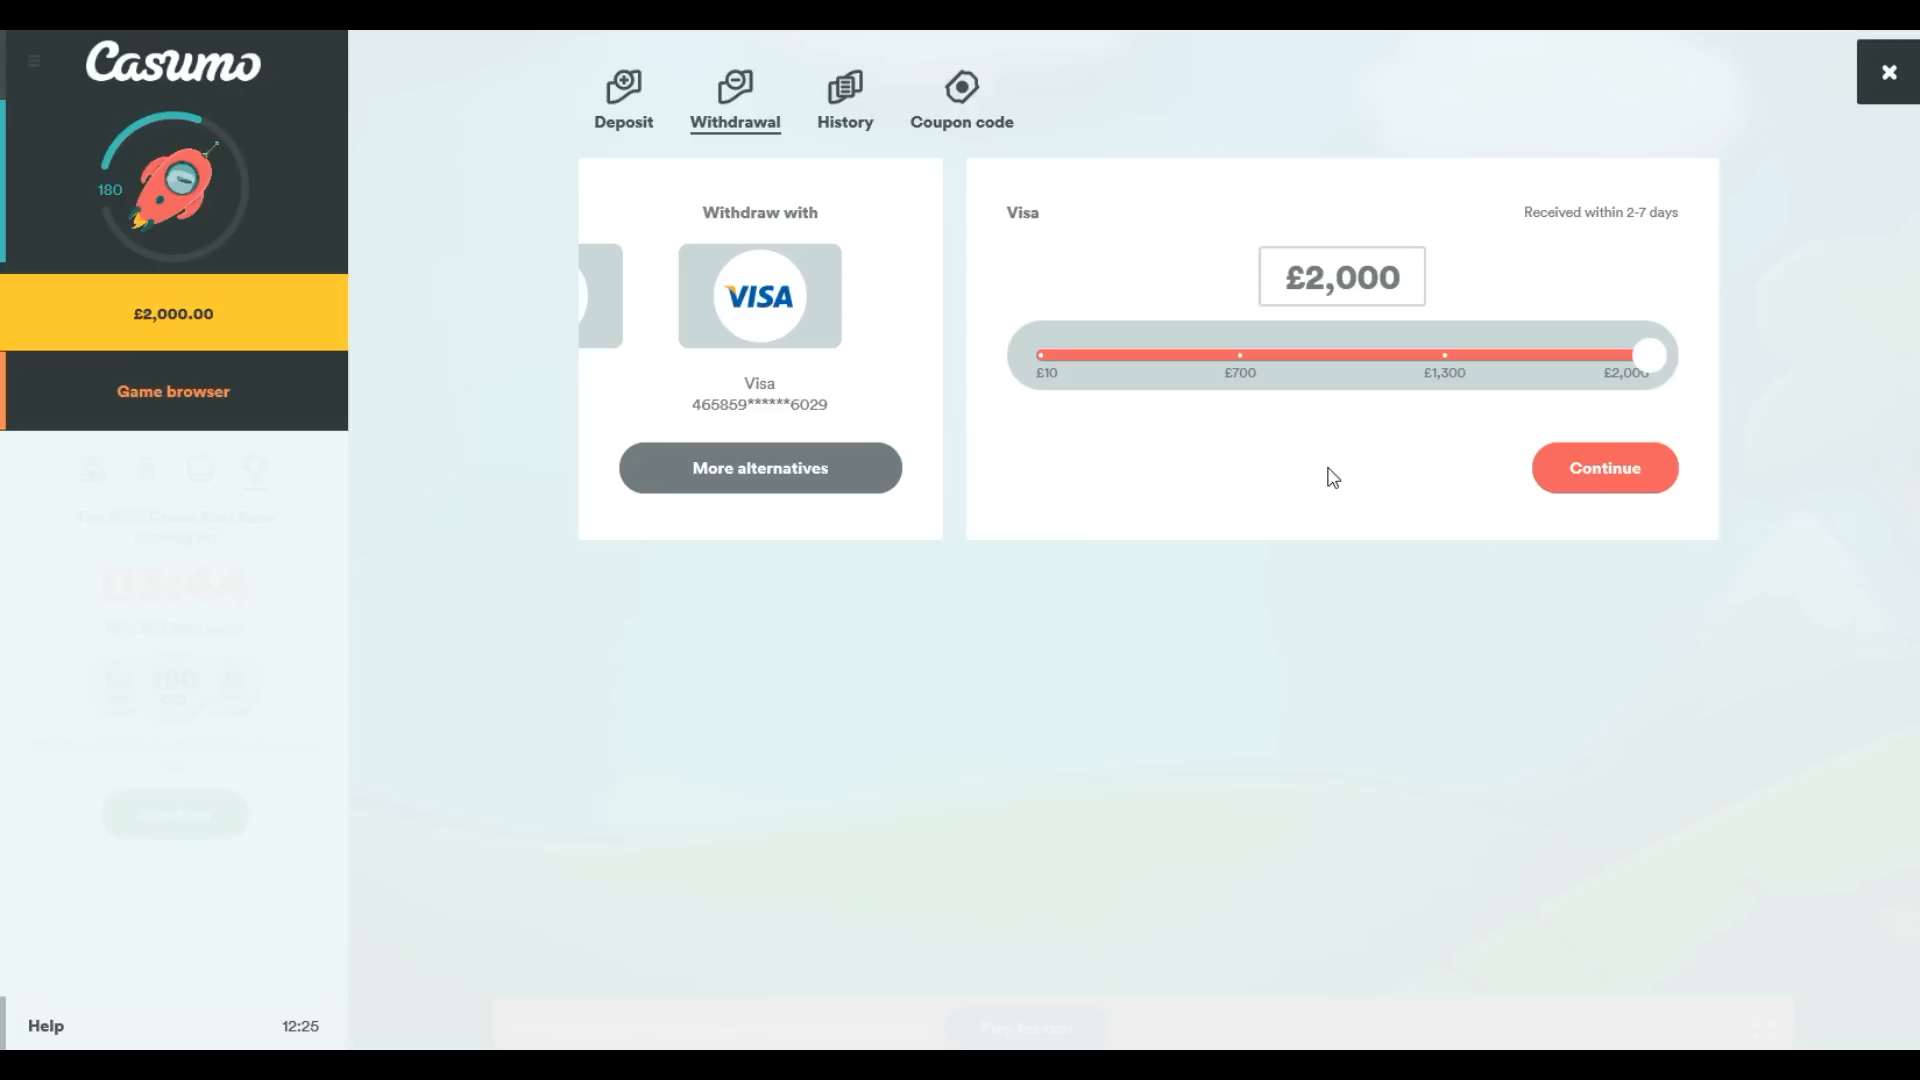 Casumo
180
£2,000.00
Game browser
03:44
Help
12:25
Deposit
Withdrawal
History
Coupon code
Withdraw with
VISA
Visa
465859******6029
More alternatives
Visa
Received within 2-7 days
£2,000
£10
£700
£1,300
£2,000
Continue